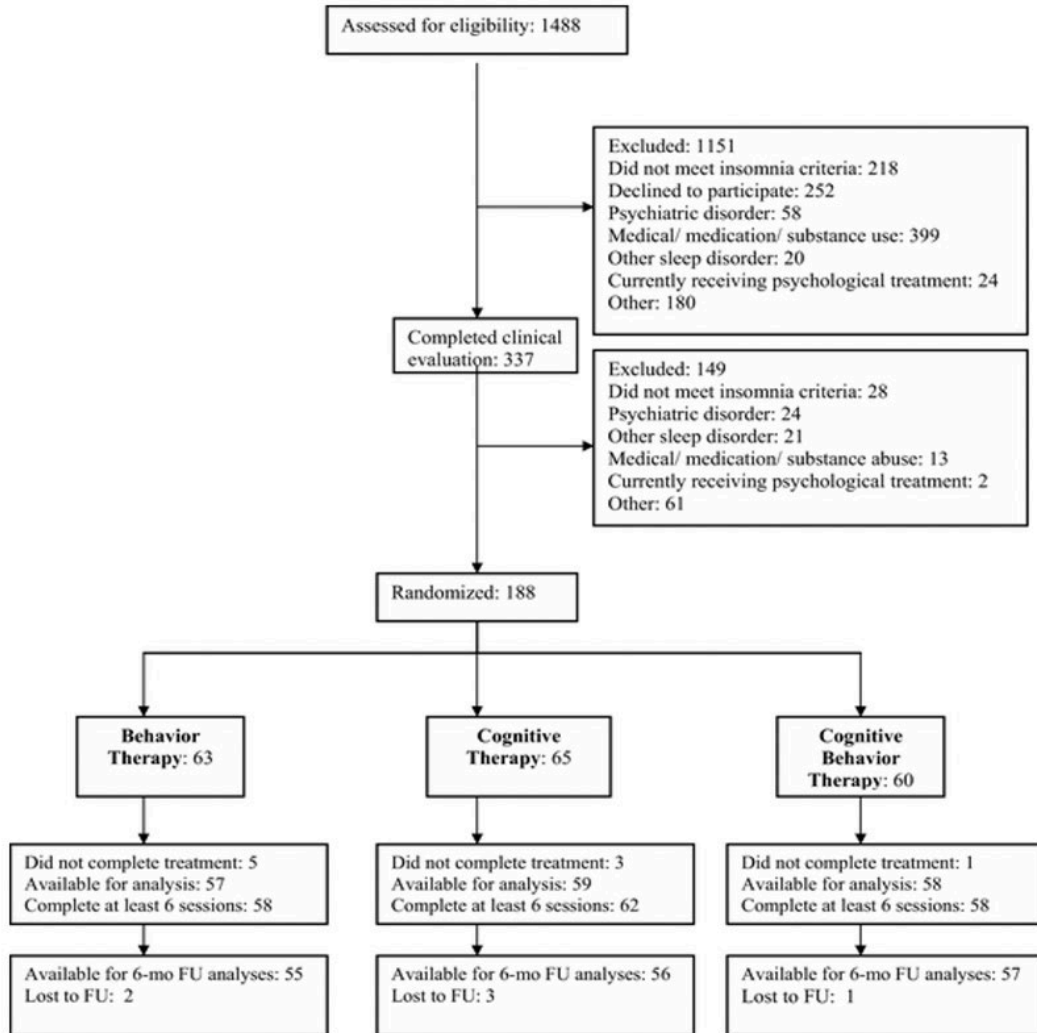 Assessed for eligibility: 1488
Excluded: 1151
Did not meet insomnia criteria: 218
Declined to participate: 252
Psychiatric disorder: 58
Medical/ medication/ substance use: 399
Other sleep disorder: 20
Currently receiving psychological treatment: 24
Other: 180
Completed clinical
evaluation: 337
Excluded: 149
Did not meet insomnia criteria: 28
Psychiatric disorder: 24
Other sleep disorder: 21
Medical/ medication/ substance abuse: 13
Currently receiving psychological treatment: 2
Other: 61
Randomized: 188
Behavior
Therapy: 63
Cognitive
Therapy: 65
Cognitive
Behavior
Therapy: 60
Did not complete treatment: 5
Available for analysis: 57
Complete at least 6 sessions: 58
Did not complete treatment: 3
Available for analysis: 59
Complete at least 6 sessions: 62
Did not complete treatment: 1
Available for analysis: 58
Complete at least 6 sessions: 58
Available for 6-mo FU analyses: 55
Lost to FU: 2
Available for 6-mo FU analyses: 56
Lost to FU: 3
Available for 6-mo FU analyses: 57
Lost to FU: 1